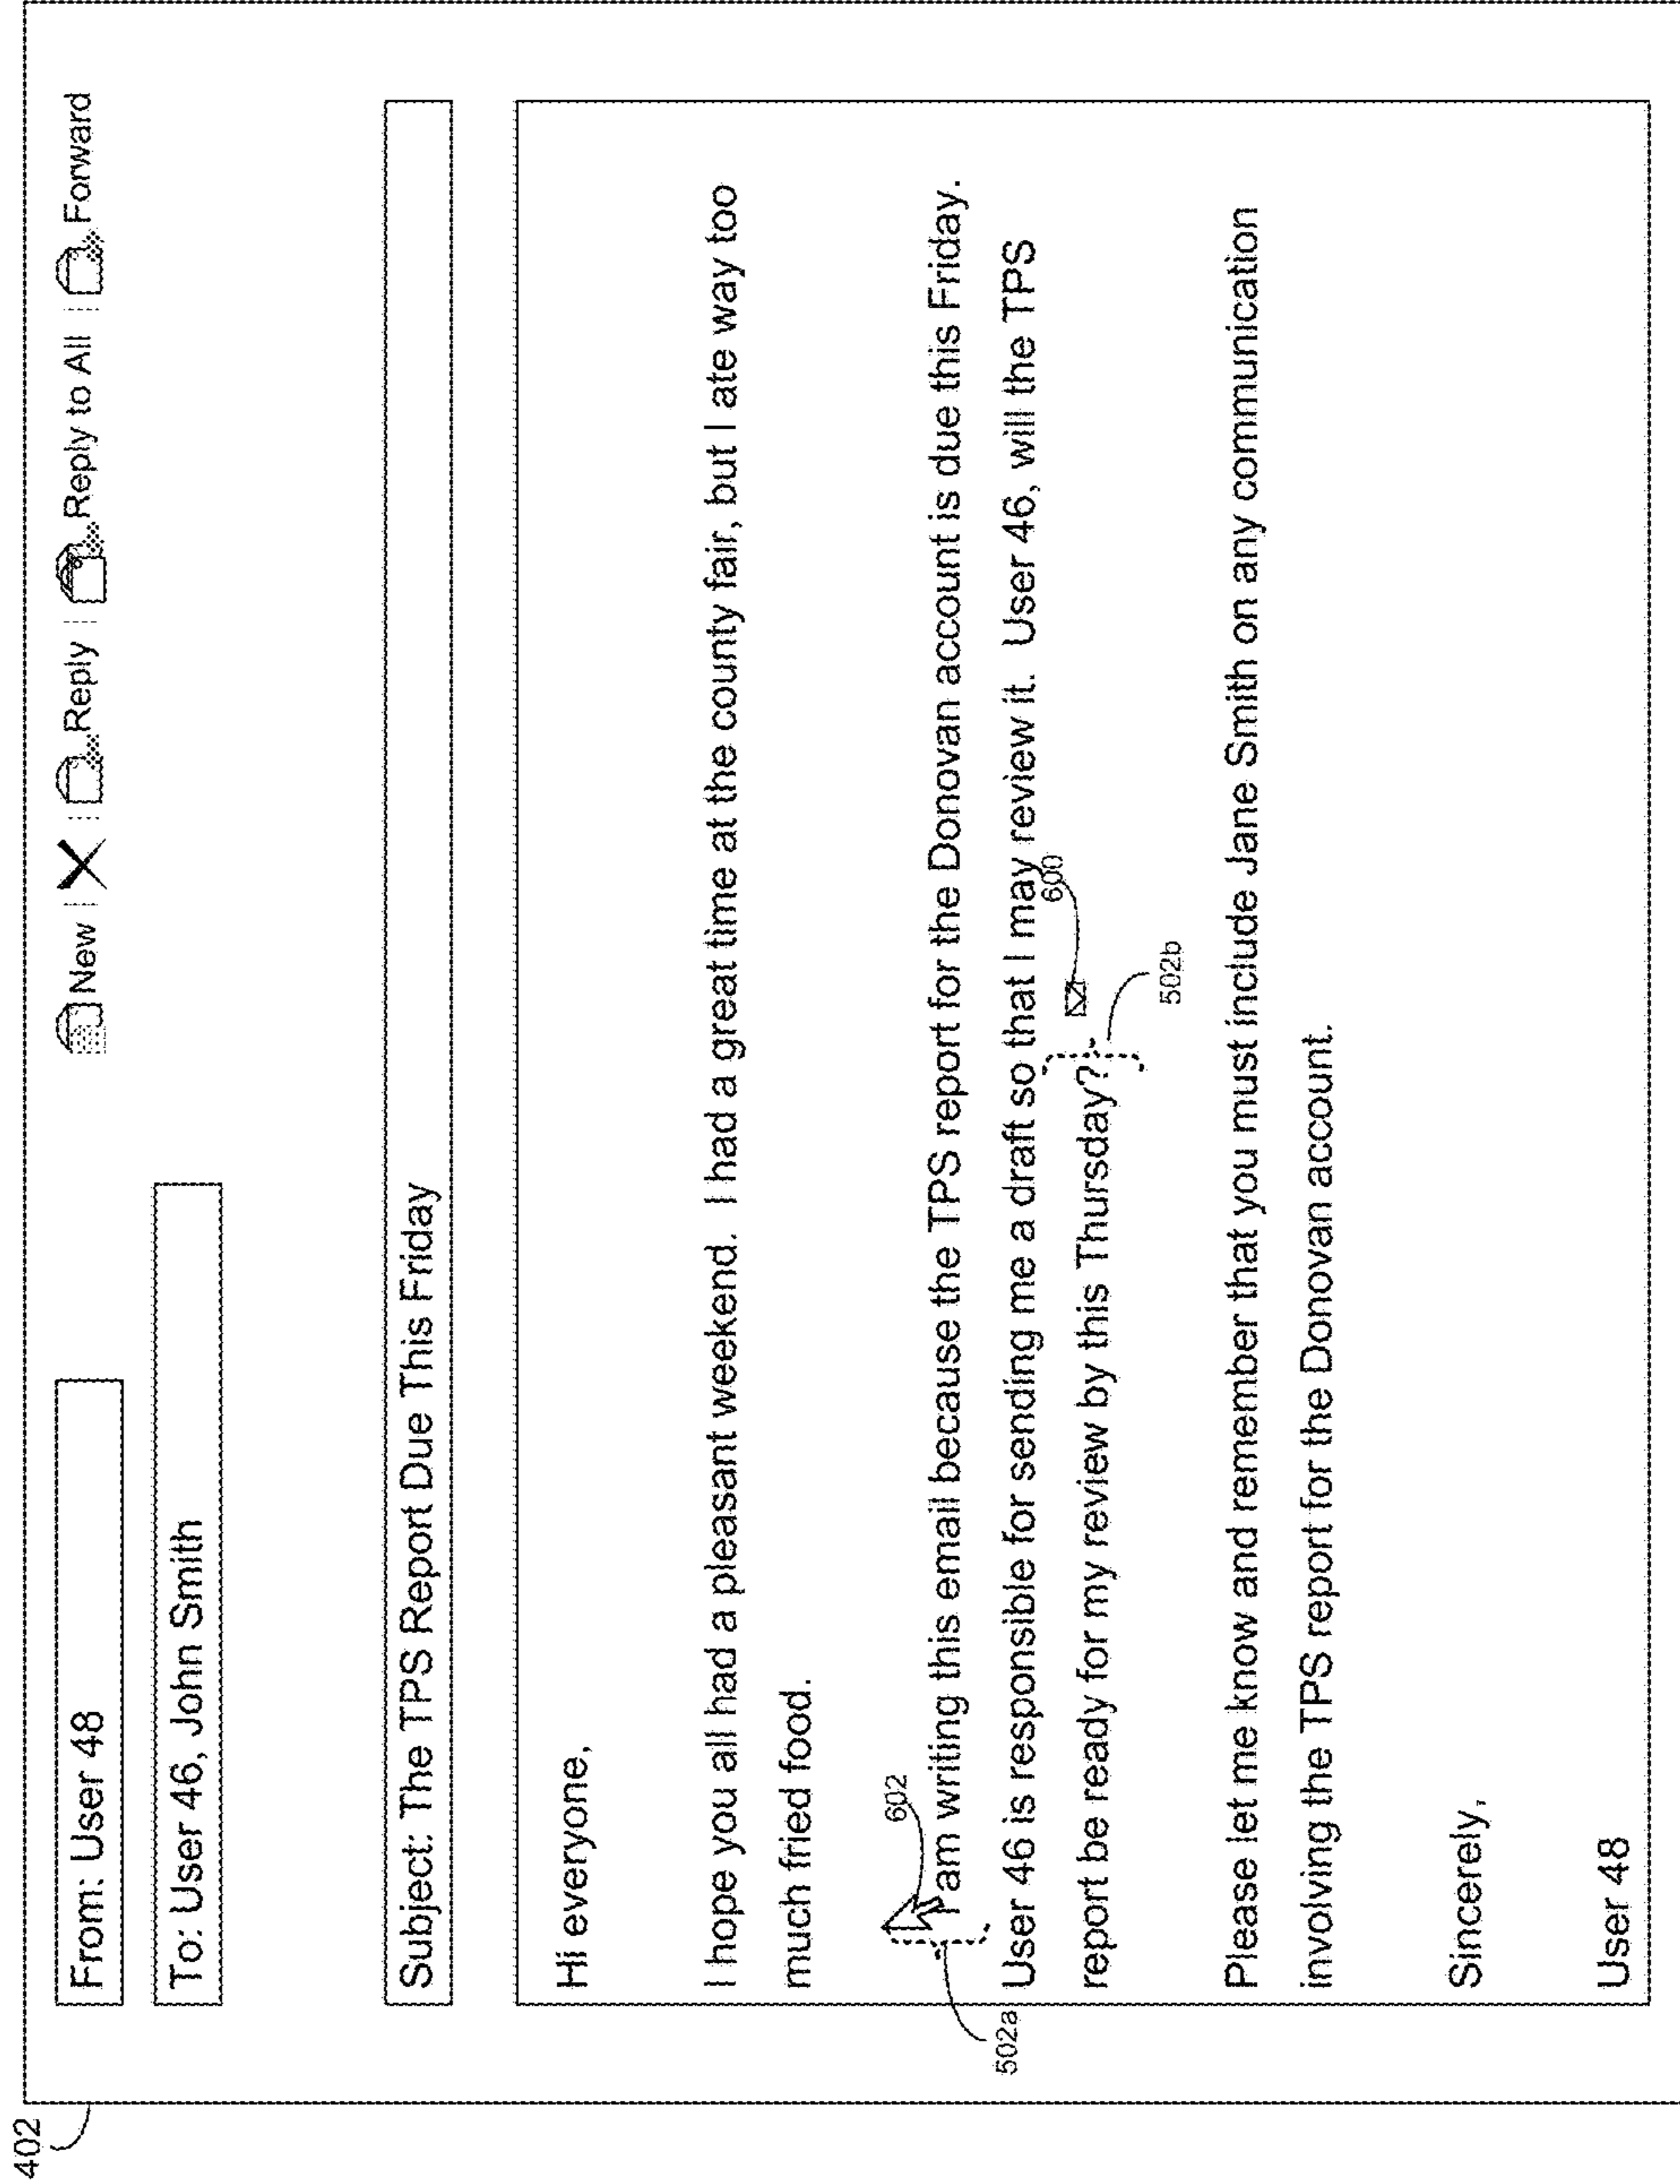 402
From: User 48
New Reply Reply to All Forward
To: User 46, John Smith
Subject: The TPS Report Due This Friday
Hi everyone,
I hope you all had a pleasant weekend. I had a great time at the county fair, but I ate way too
much fried food.
602
I am writing this email because the TPS report for the Donovan account is due this Friday.
502a
User 46 is responsible for sending me a draft so that I may review it. User 46, will the TPS
600
report be ready for my review by this Thursday?
502b
Please let me know and remember that you must include Jane Smith on any communication
involving the TPS report for the Donovan account.
Sincerely,
User 48